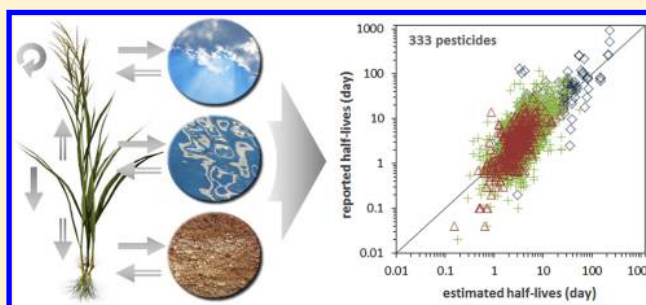 1000
333 pesticides
100
10
1
0.1
0.01
reported half-lives (day)
0.01 0.1 1 10 100 100
estimated half-lives (day)